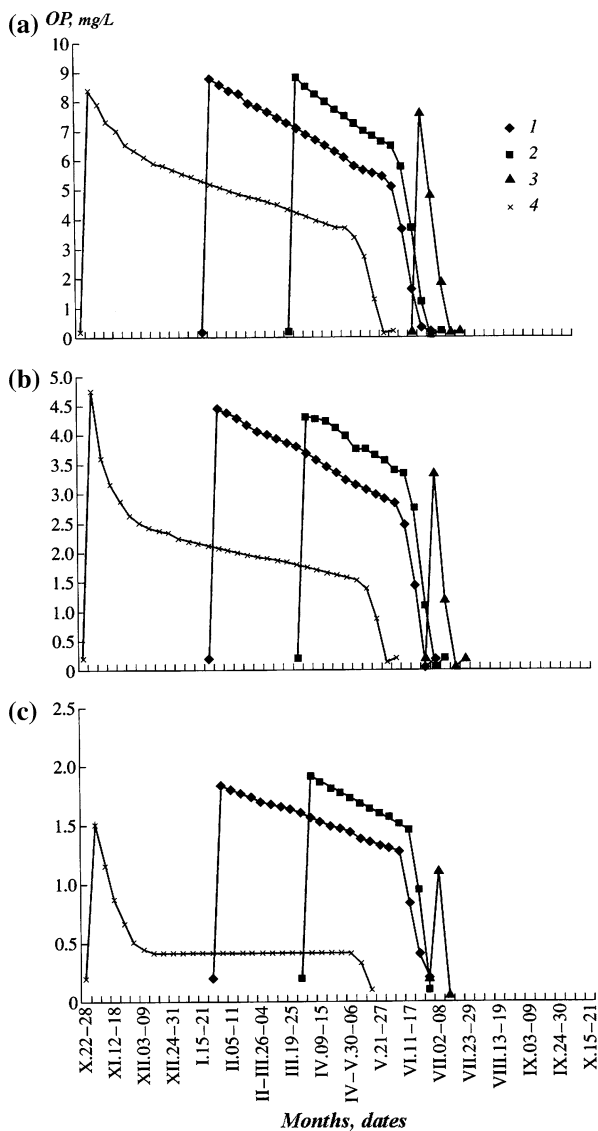 (a) OP, mg/L
10
9
8
7
6
5
4
3
2
1
0
1
2
3
4
(b)
5.0
4.5
4.0
3.5
3.0
2.5
2.0
1.5
1.0
0.5
0
(c)
2.5
2.0
1.5
1.0
0.5
0
X.22–28
XI.12–18
XII.03–09
XII.24–31
I.15–21
II.05–11
II–III.26–04
III.19–25
IV.09–15
IV–V.30–06
V.21–27
VI.11–17
VII.02–08
VII.23–29
VIII.13–19
IX.03–09
IX.24–30
X.15–21
Months, dates